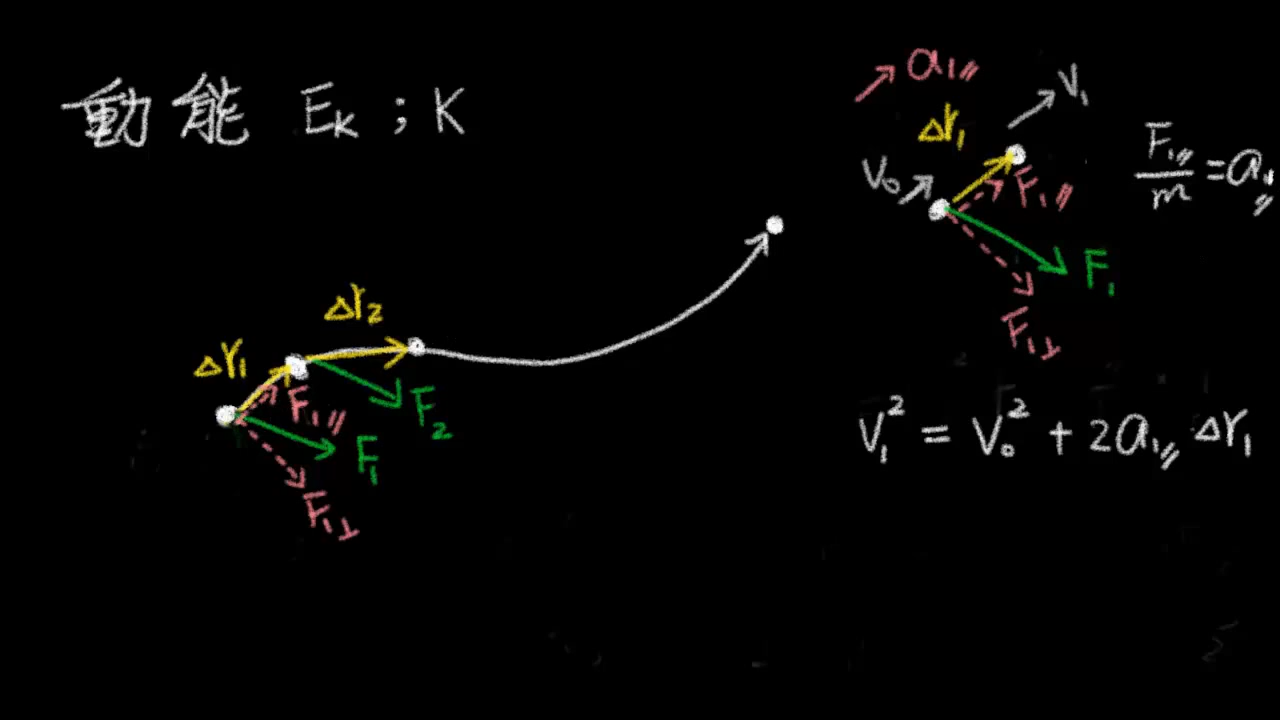 動能 Eₖ ; K
a₁∥
V₁
Δr₁
V₀
F₁∥
F₁∥/m = a₁∥
F₁
F₁⊥
Δr₂
Δr₁
F₁∥
F₂
F₁
F₁⊥
V₁² = V₀² + 2a₁∥ Δr₁